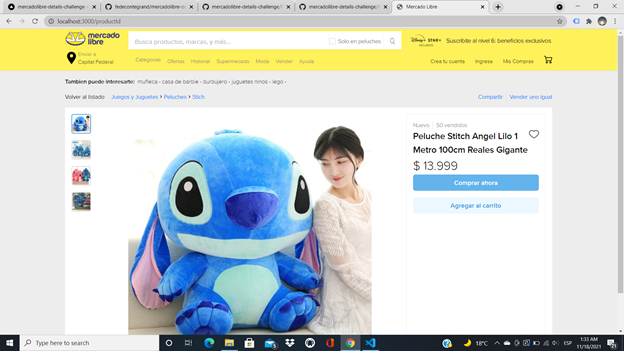 mercadolibre-details-challenge/
fedecontegrand/mercadolibre-d
mercadolibre-details-challenge/
mercadolibre-details-challenge/
Mercado Libre
localhost:3000/productId
mercado libre
Busca productos, marcas, y más...
Solo en peluches
Disney STAR+
Suscribite al nivel 6: beneficios exclusivos
Enviar a
Capital Federal
Categorias Ofertas Historial Supermercado Moda Vender Ayuda
Crea tu cuenta Ingresa Mis Compras
Tambien puede interesarte: muñeca - casa de barbie - burbujero - juguetes ninos - lego -
Volver al listado Juegos y Juguetes > Peluches > Stich
Compartir Vender uno igual
Nuevo | 50 vendidos
Peluche Stitch Angel Lilo 1
Metro 100cm Reales Gigante
$ 13.999
Comprar ahora
Agregar al carrito
Type here to search
18°C
ESP
1:33 AM
11/18/2021